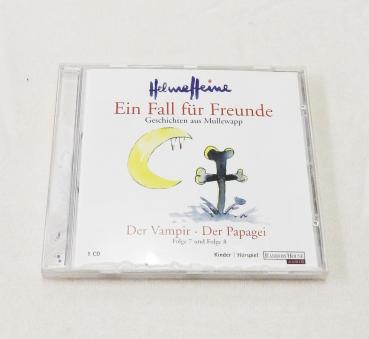 Helme Heine
Ein Fall für Freunde
Geschichten aus Mullewapp
Der Vampir · Der Papagei
Folge 7 und Folge 8
1 CD
Kinder | Hörspiel
RANDOM HOUSE
AUDIO